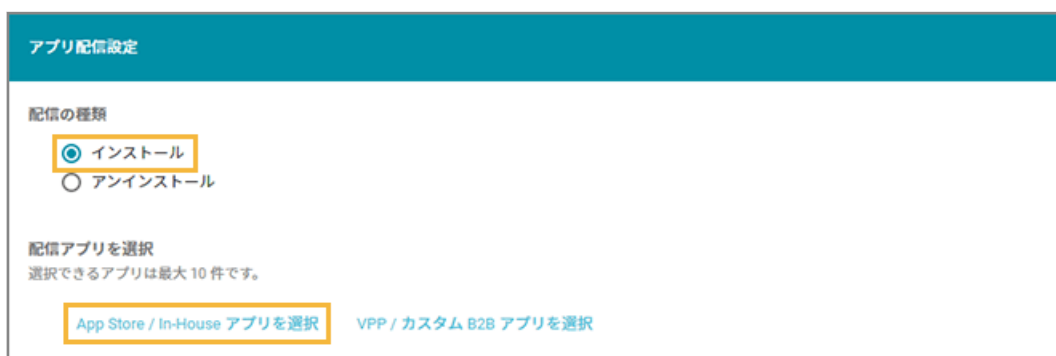 アプリ配信設定
配信の種類
インストール
アンインストール
配信アプリを選択
選択できるアプリは最大 10 件です。
App Store / In-House アプリを選択 VPP / カスタム B2B アプリを選択